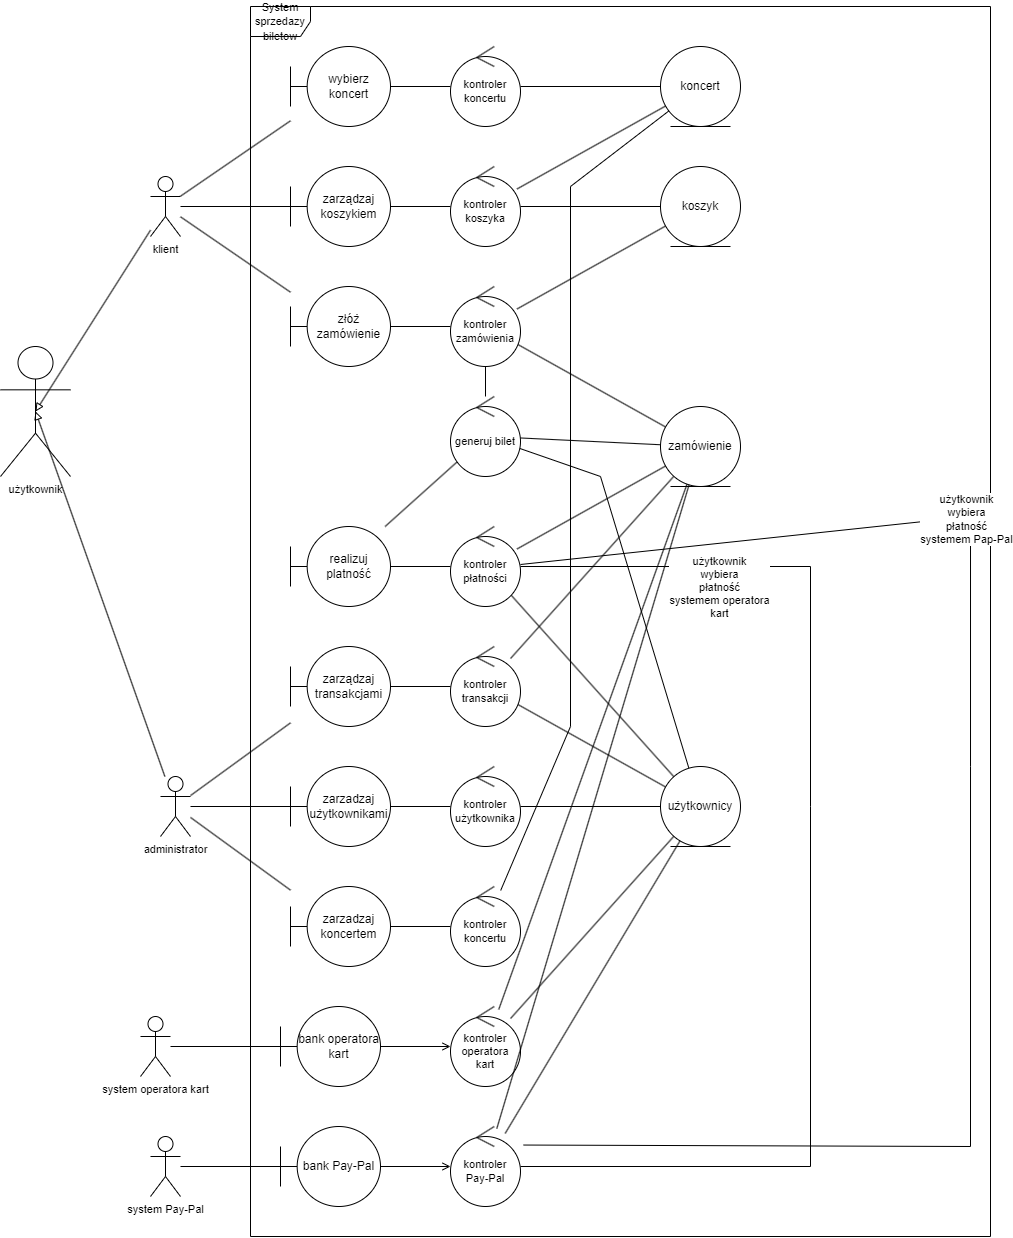 System
sprzedazy
biletow
wybierz
koncert
kontroler
koncertu
koncert
zarządzaj
koszykiem
kontroler
koszyka
koszyk
klient
złóż
zamówienie
kontroler
zamówienia
generuj bilet
zamówienie
użytkownik
użytkownik
wybiera
płatność
systemem Pap-Pal
realizuj
płatność
kontroler
płatności
użytkownik
wybiera
płatność
systemem operatora
kart
zarządzaj
transakcjami
kontroler
transakcji
administrator
zarzadzaj
użytkownikami
kontroler
użytkownika
użytkownicy
zarzadzaj
koncertem
kontroler
koncertu
system operatora kart
bank operatora
kart
kontroler
operatora
kart
system Pay-Pal
bank Pay-Pal
kontroler
Pay-Pal